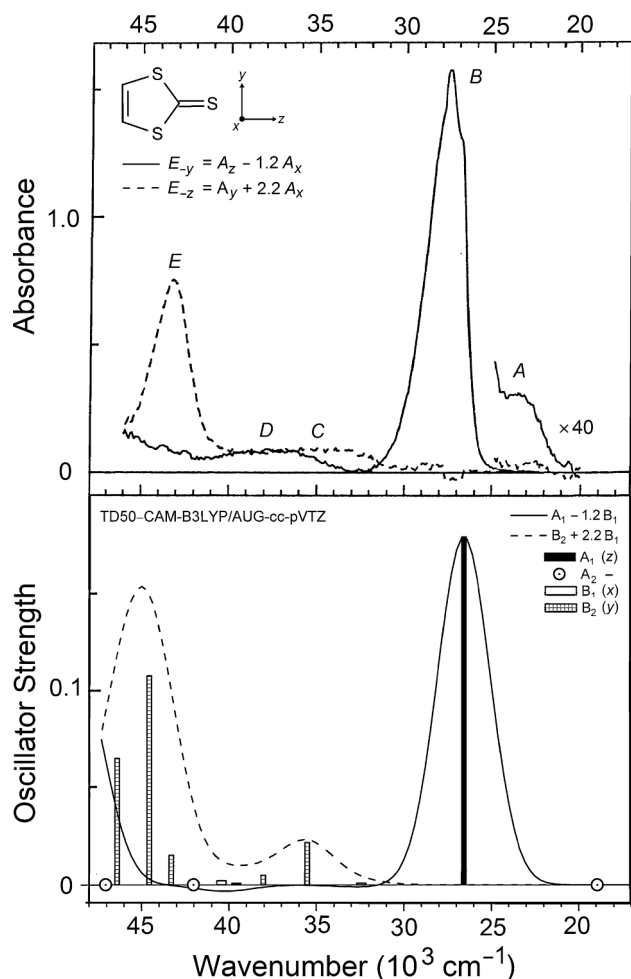 45 40 35 30 25 20
Absorbance
1.0
0
S
S
S
y
x
z
E₋y = A_z − 1.2 A_x
E₋z = A_y + 2.2 A_x
E
D
C
B
A
×40
TD50–CAM-B3LYP/AUG-cc-pVTZ
A₁ − 1.2 B₁
B₂ + 2.2 B₁
A₁ (z)
A₂ −
B₁ (x)
B₂ (y)
Oscillator Strength
0.1
0
45 40 35 30 25 20
Wavenumber (10³ cm⁻¹)